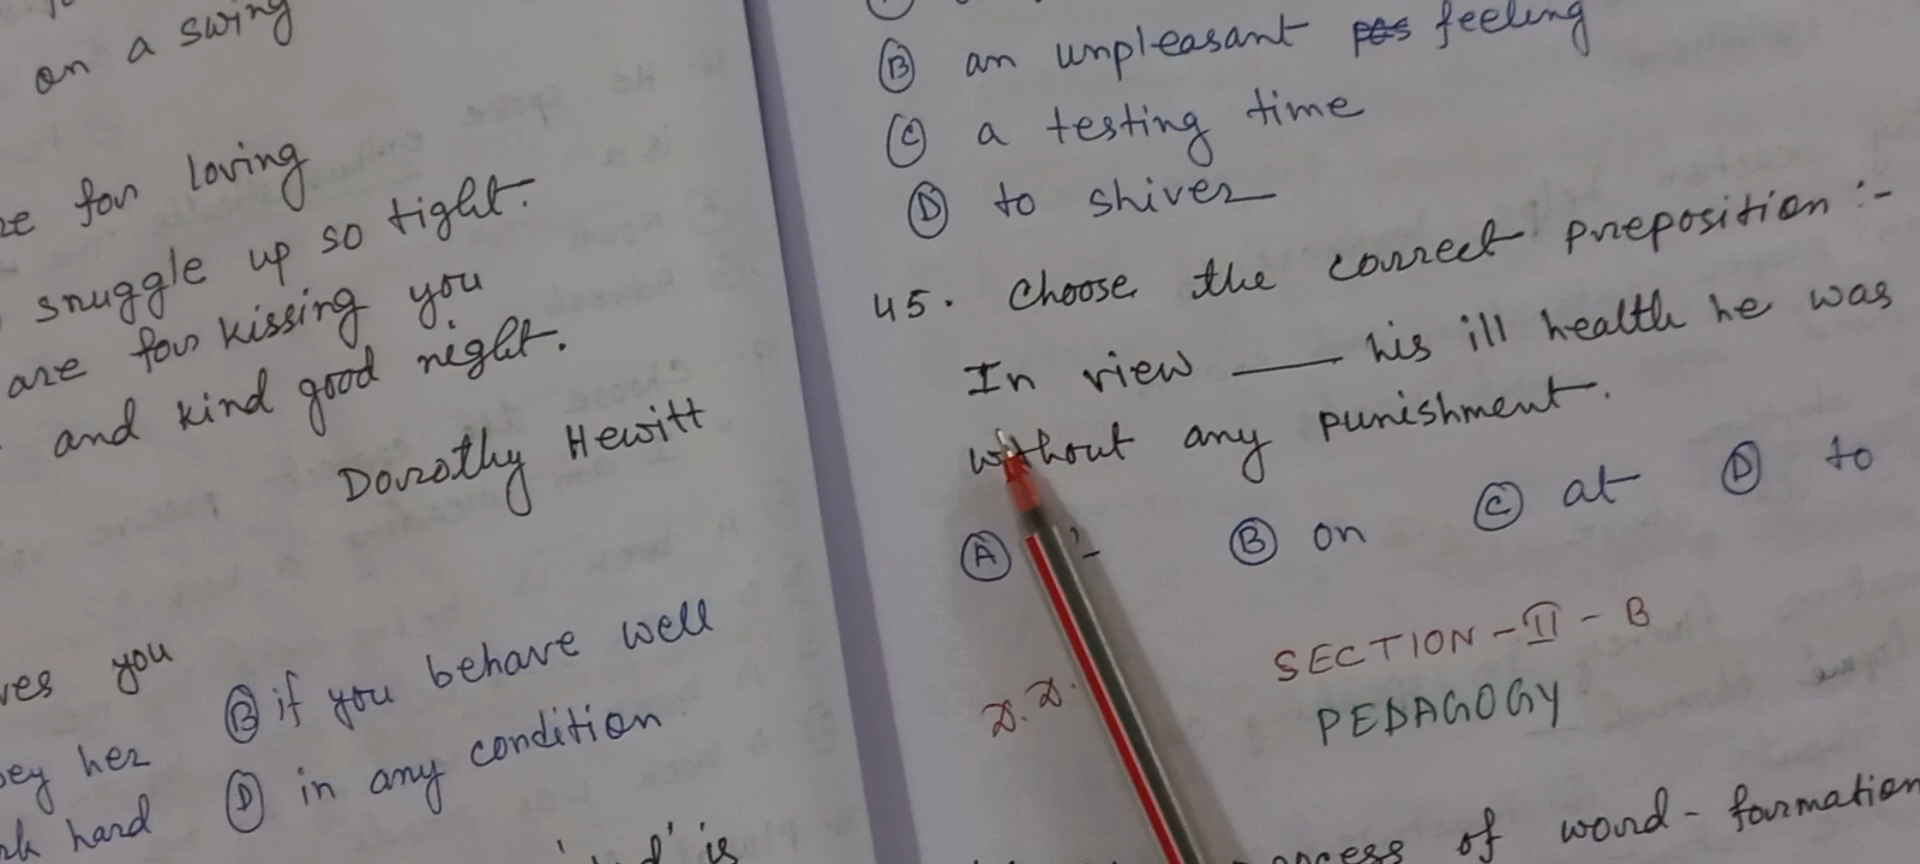 on a swing
for loving
snuggle up so tight.
are for kissing you
and kind good night.
Dorothy Hewitt
you
B if you behave well
her
D in any condition
hard
is
B an unpleasant feeling
C a testing time
D to shiver
45. Choose the correct preposition :-
In view ___ his ill health he was
without any punishment.
A
B on C at D to
SECTION-II-B
PEDAGOGY
of word-formation